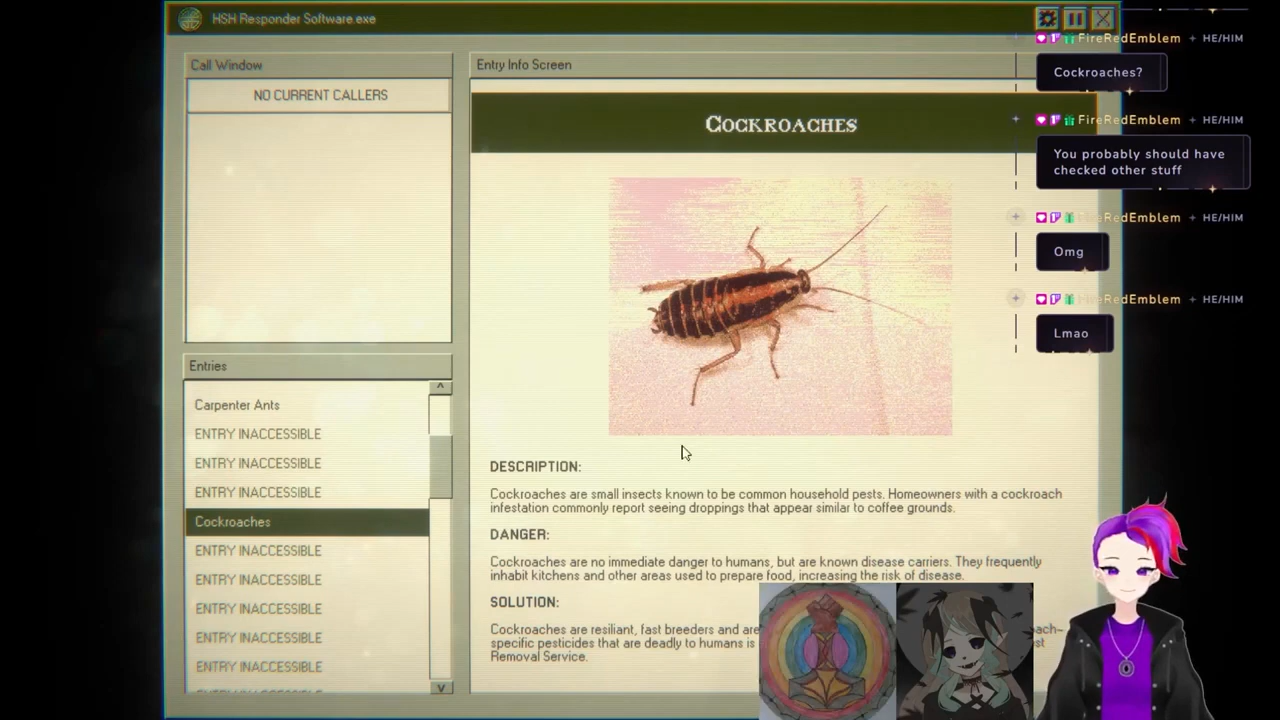 HSH Responder Software.exe
Call Window
NO CURRENT CALLERS
Entries
Carpenter Ants
ENTRY INACCESSIBLE
ENTRY INACCESSIBLE
ENTRY INACCESSIBLE
Cockroaches
ENTRY INACCESSIBLE
ENTRY INACCESSIBLE
ENTRY INACCESSIBLE
ENTRY INACCESSIBLE
ENTRY INACCESSIBLE
Entry Info Screen
Cockroaches
DESCRIPTION:
Cockroaches are small insects known to be common household pests. Homeowners with a cockroach
infestation commonly report seeing droppings that appear similar to coffee grounds.
DANGER:
Cockroaches are no immediate danger to humans, but are known disease carriers. They frequently
inhabit kitchens and other areas used to prepare food, increasing the risk of disease.
SOLUTION:
Cockroaches are resiliant, fast breeders and are
specific pesticides that are deadly to humans is
Removal Service.
FireRedEmblem + HE/HIM
Cockroaches?
FireRedEmblem + HE/HIM
You probably should have
checked other stuff
FireRedEmblem + HE/HIM
Omg
FireRedEmblem + HE/HIM
Lmao